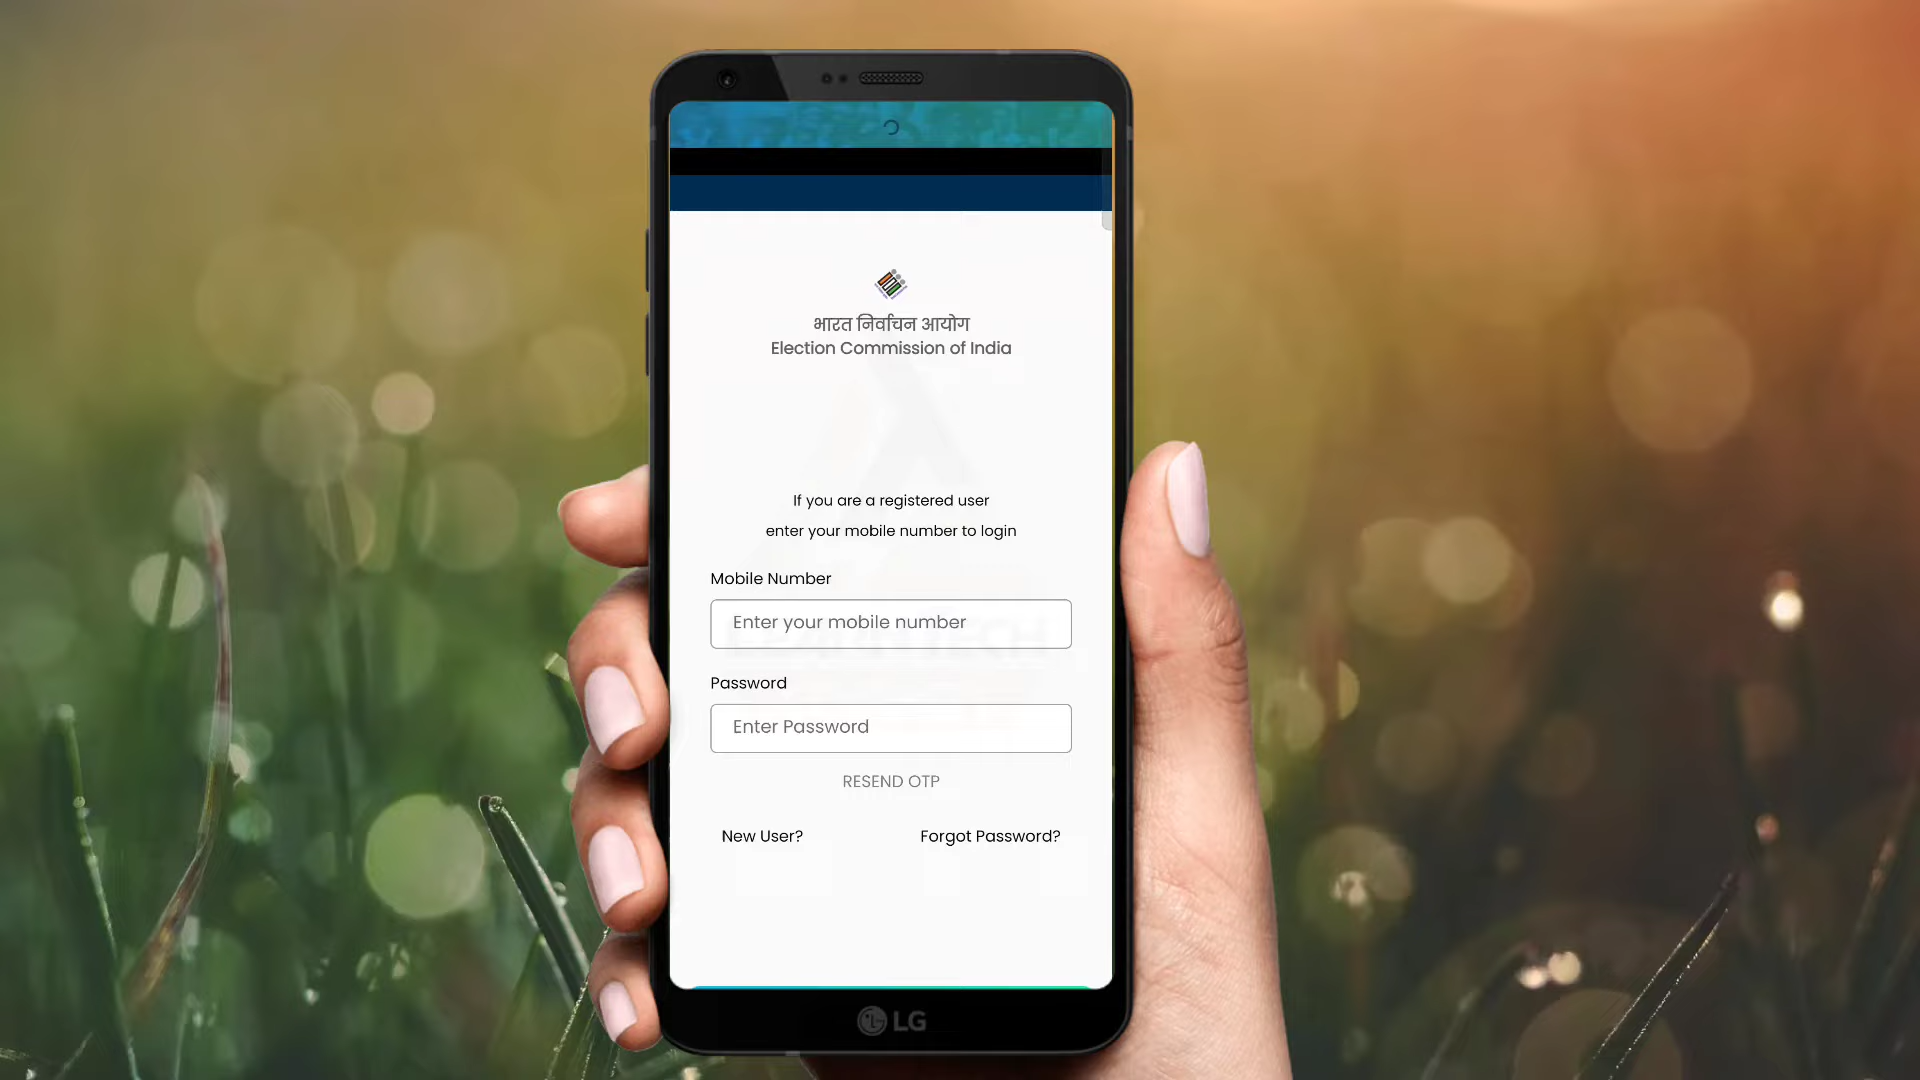 भारत निर्वाचन आयोग
Election Commission of India
If you are a registered user
enter your mobile number to login
Mobile Number
Enter your mobile number
Password
Enter Password
RESEND OTP
New User?
Forgot Password?
LG